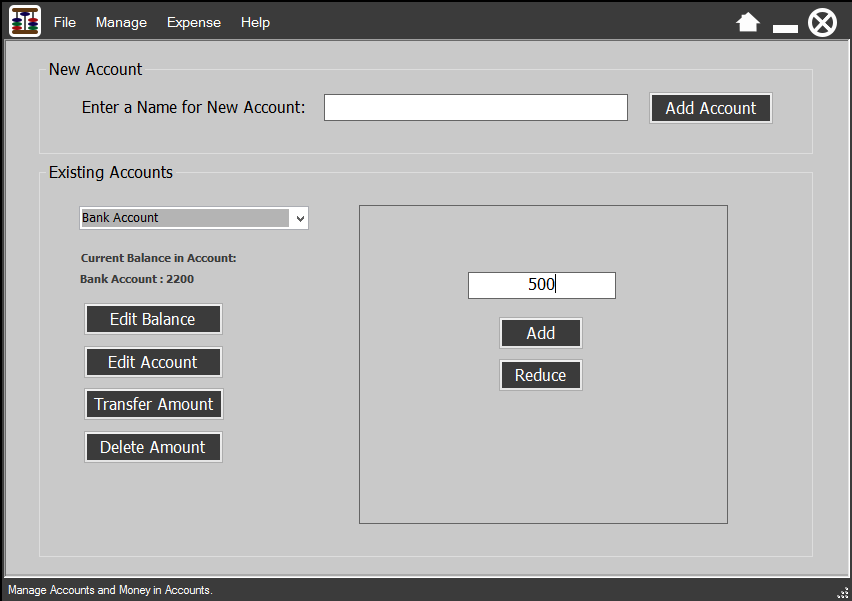 File Manage Expense Help
New Account
Enter a Name for New Account: Add Account
Existing Accounts
Bank Account
Current Balance in Account:
Bank Account : 2200
500
Edit Balance
Add
Edit Account
Reduce
Transfer Amount
Delete Amount
Manage Accounts and Money in Accounts.